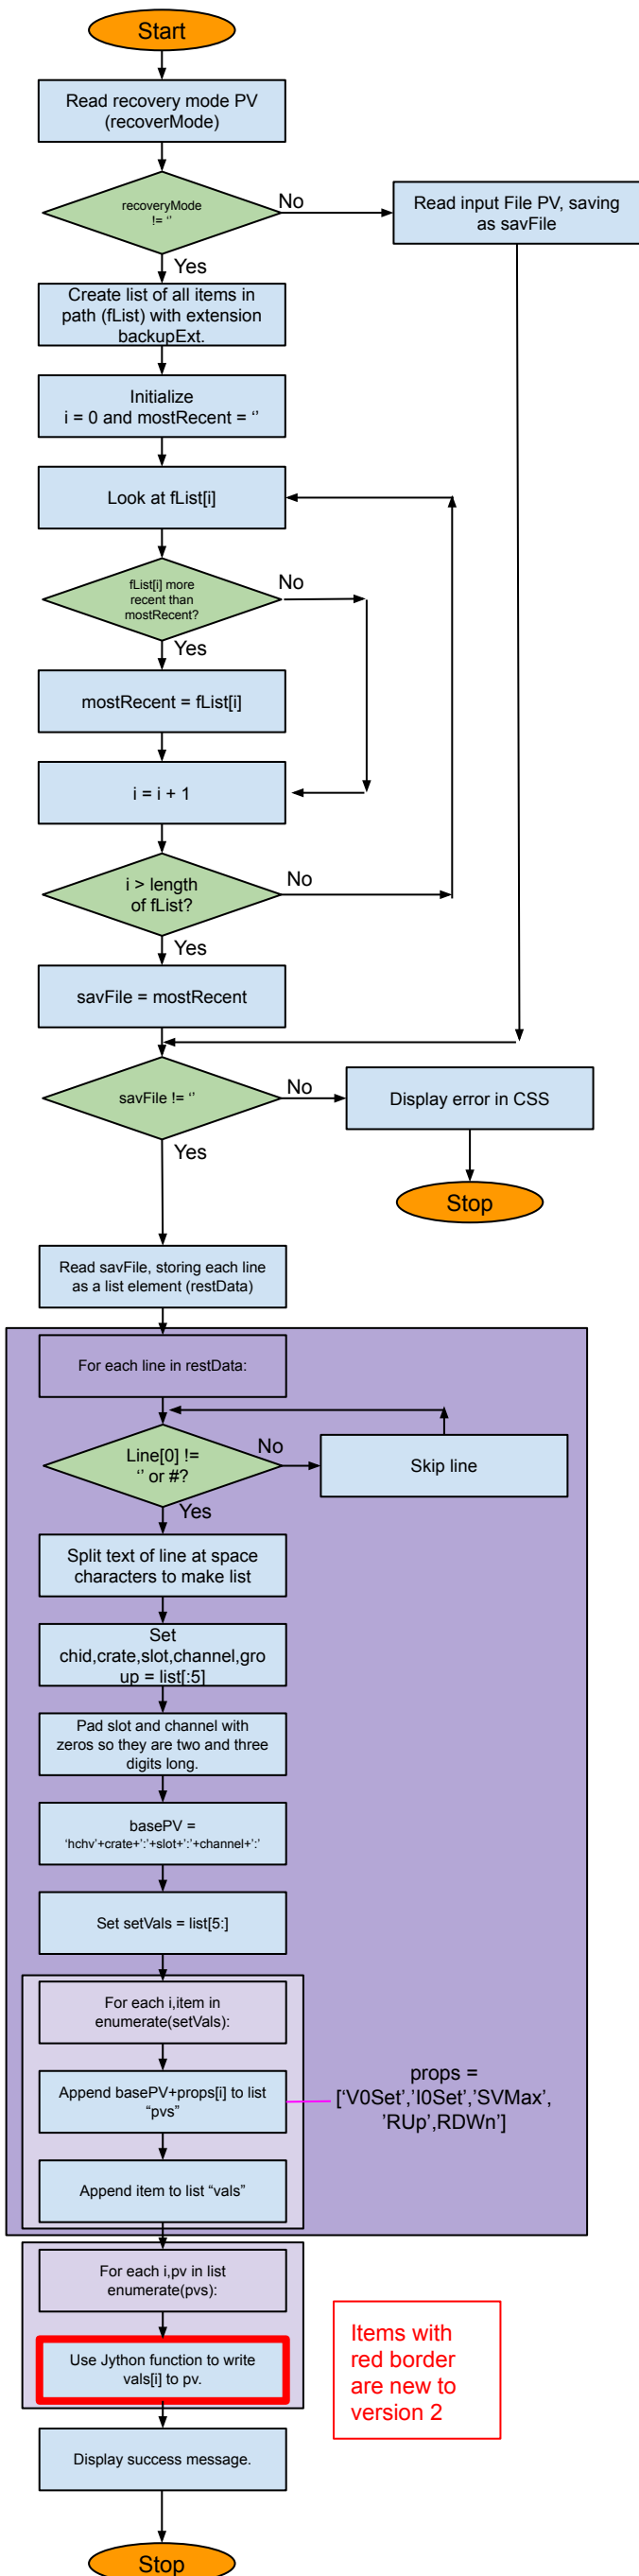 Start
Read recovery mode PV
(recoverMode)
recoveryMode
!= ‘’
No
Read input File PV, saving
as savFile
Yes
Create list of all items in
path (fList) with extension
backupExt.
Initialize
i = 0 and mostRecent = ‘’
Look at fList[i]
fList[i] more
recent than
mostRecent?
No
Yes
mostRecent = fList[i]
i = i + 1
i > length
of fList?
No
Yes
savFile = mostRecent
savFile != ‘’
No
Display error in CSS
Yes
Stop
Read savFile, storing each line
as a list element (restData)
For each line in restData:
Line[0] !=
‘’ or #?
No
Skip line
Yes
Split text of line at space
characters to make list
Set
chid,crate,slot,channel,gro
up = list[:5]
Pad slot and channel with
zeros so they are two and three
digits long.
basePV =
‘hchv’+crate+’:’+slot+’:’+channel+’:’
Set setVals = list[5:]
For each i,item in
enumerate(setVals):
Append basePV+props[i] to list
“pvs”
props =
[‘V0Set’,’I0Set’,’SVMax’,
’RUp’,RDWn’]
Append item to list “vals”
For each i,pv in list
enumerate(pvs):
Use Jython function to write
vals[i] to pv.
Items with
red border
are new to
version 2
Display success message.
Stop